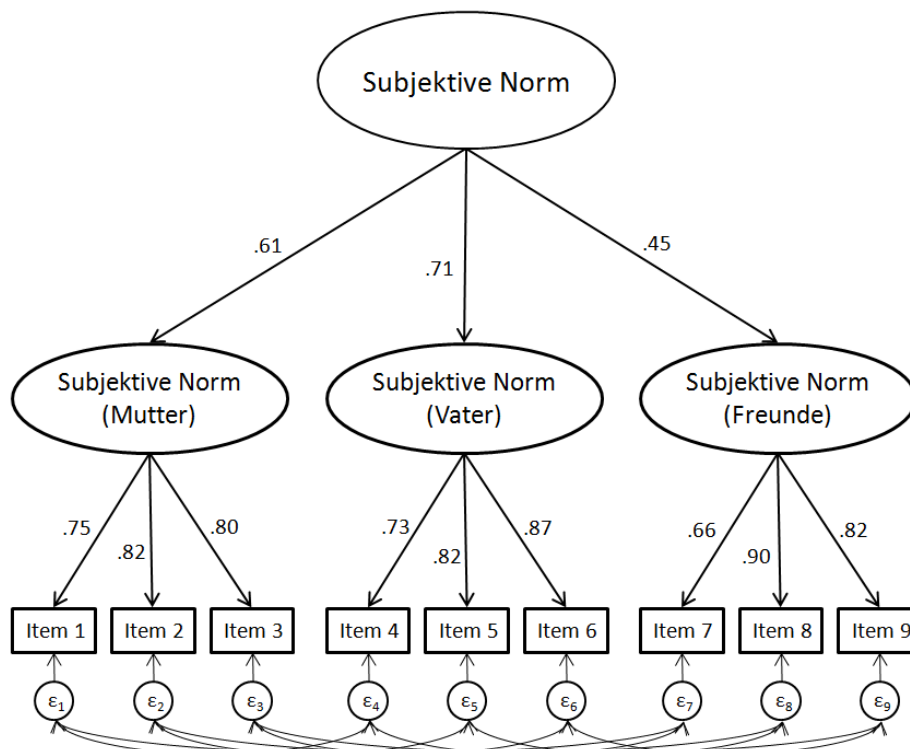 Subjektive Norm
.61
.71
.45
Subjektive Norm
(Mutter)
Subjektive Norm
(Vater)
Subjektive Norm
(Freunde)
.75
.82
.80
.73
.82
.87
.66
.90
.82
Item 1
Item 2
Item 3
Item 4
Item 5
Item 6
Item 7
Item 8
Item 9
ε1
ε2
ε3
ε4
ε5
ε6
ε7
ε8
ε9